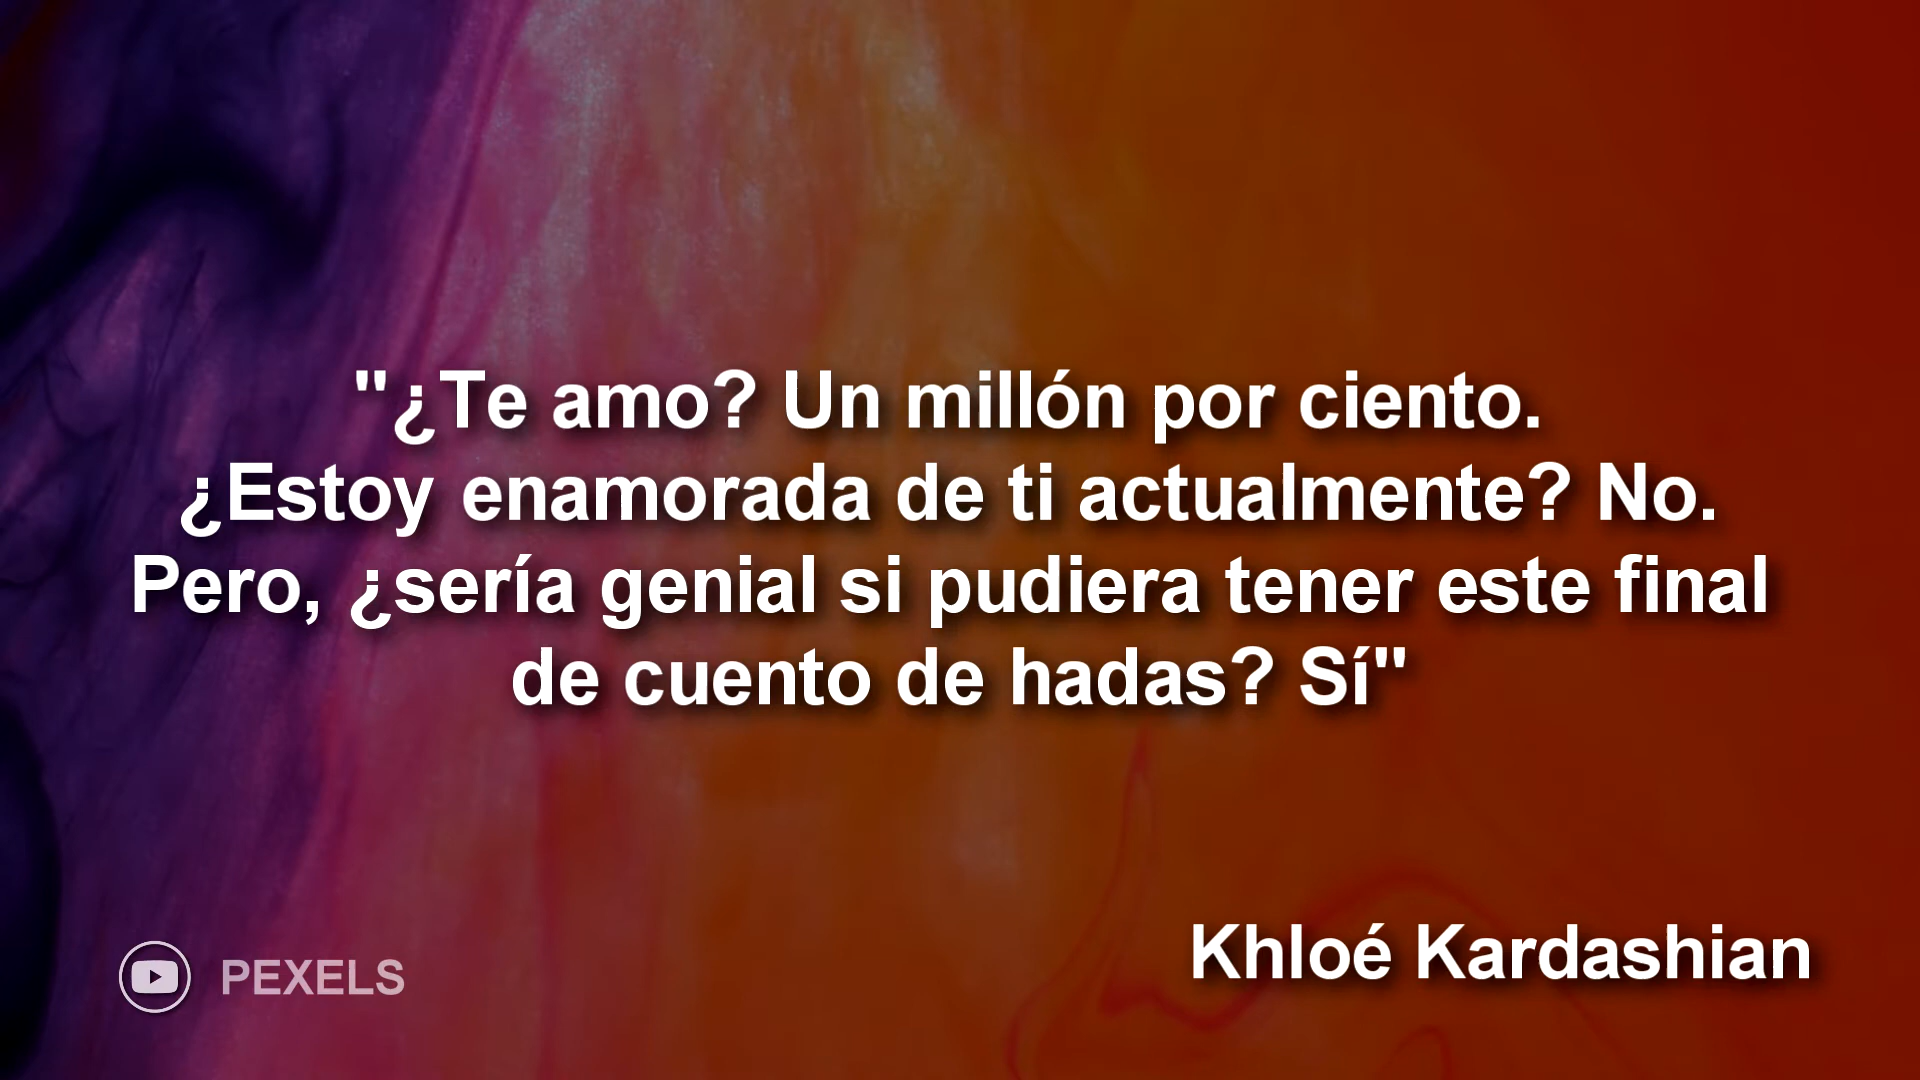 "¿Te amo? Un millón por ciento.
¿Estoy enamorada de ti actualmente? No.
Pero, ¿sería genial si pudiera tener este final
de cuento de hadas? Sí"
Khloé Kardashian
PEXELS